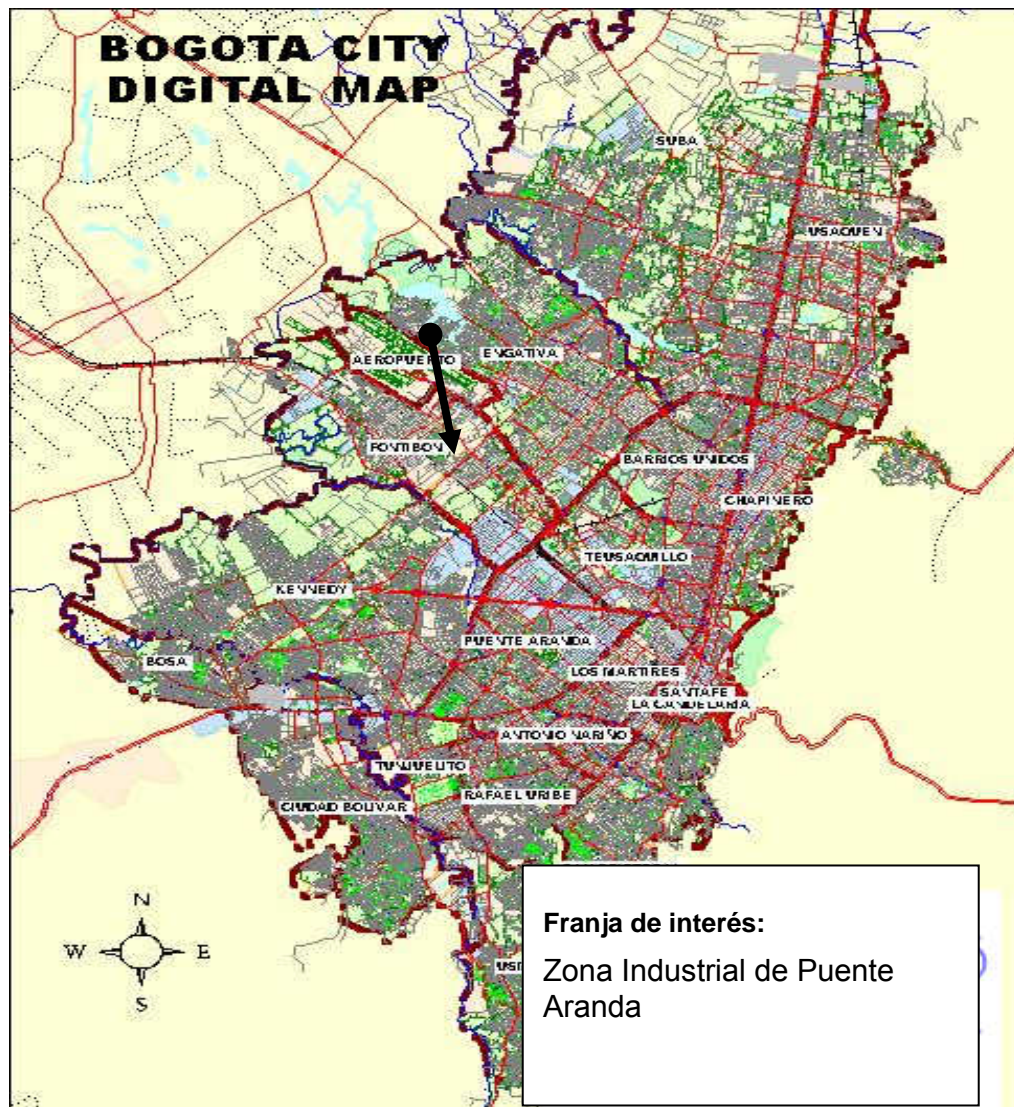 BOGOTA CITY
DIGITAL MAP
SUBA
USAQUEN
AEROPUERTO
ENGATIVA
FONTIBON
BARRIOS UNIDOS
CHAPINERO
TEUSAQUILLO
KENNEDY
PUENTE ARANDA
BOSA
LOS MARTIRES
SANTAFE
LA CANDELARIA
ANTONIO NARIÑO
TUNJUELITO
RAFAEL URIBE
CIUDAD BOLIVAR
N
W E
S
Franja de interés:
Zona Industrial de Puente
Aranda